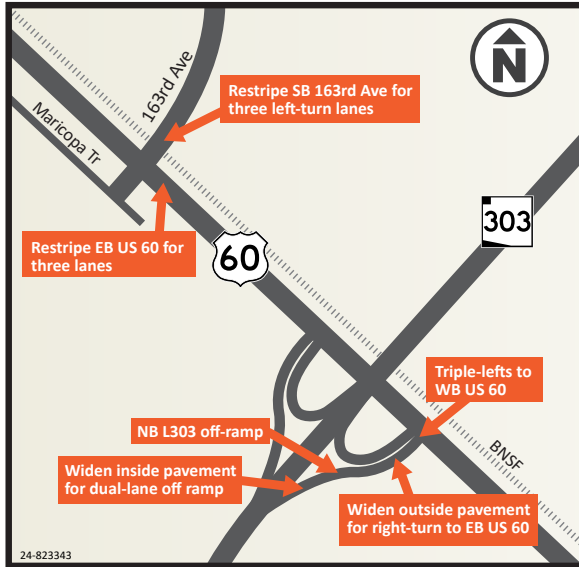 N
163rd Ave
Maricopa Tr
Restripe SB 163rd Ave for
three left-turn lanes
303
Restripe EB US 60 for
three lanes
60
Triple-lefts to
WB US 60
NB L303 off-ramp
BNSF
Widen inside pavement
for dual-lane off ramp
Widen outside pavement
for right-turn to EB US 60
24-823343